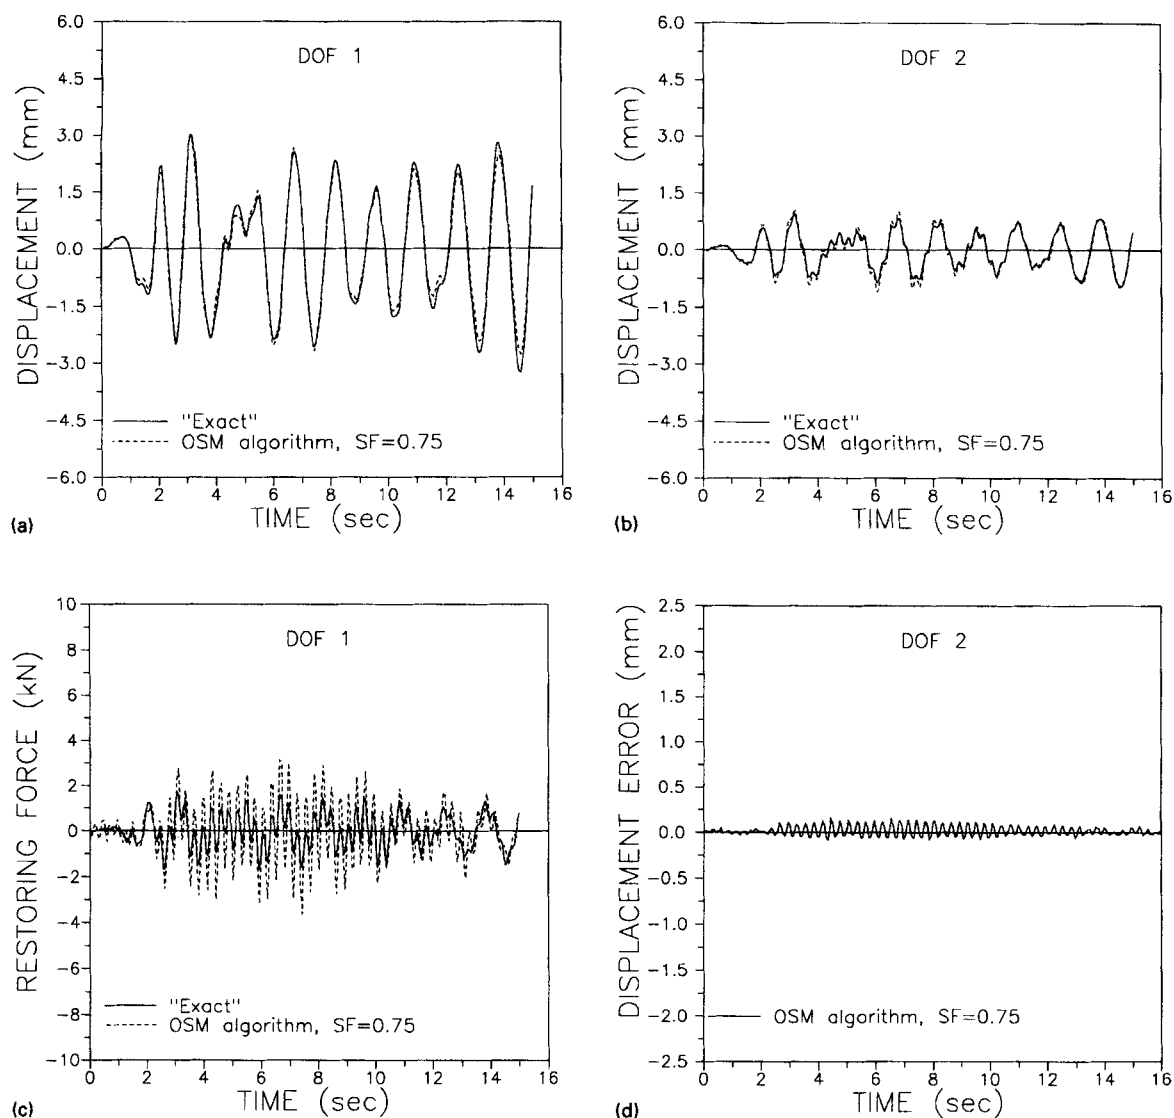 6.0
4.5
3.0
1.5
0.0
-1.5
-3.0
-4.5
-6.0
DISPLACEMENT (mm)
DOF 1
"Exact"
OSM algorithm, SF=0.75
0 2 4 6 8 10 12 14 16
TIME (sec)
(a)
6.0
4.5
3.0
1.5
0.0
-1.5
-3.0
-4.5
-6.0
DISPLACEMENT (mm)
DOF 2
"Exact"
OSM algorithm, SF=0.75
0 2 4 6 8 10 12 14 16
TIME (sec)
(b)
10
8
6
4
2
0
-2
-4
-6
-8
-10
RESTORING FORCE (kN)
DOF 1
"Exact"
OSM algorithm, SF=0.75
0 2 4 6 8 10 12 14 16
TIME (sec)
(c)
2.5
2.0
1.5
1.0
0.5
0.0
-0.5
-1.0
-1.5
-2.0
-2.5
DISPLACEMENT ERROR (mm)
DOF 2
OSM algorithm, SF=0.75
0 2 4 6 8 10 12 14 16
TIME (sec)
(d)